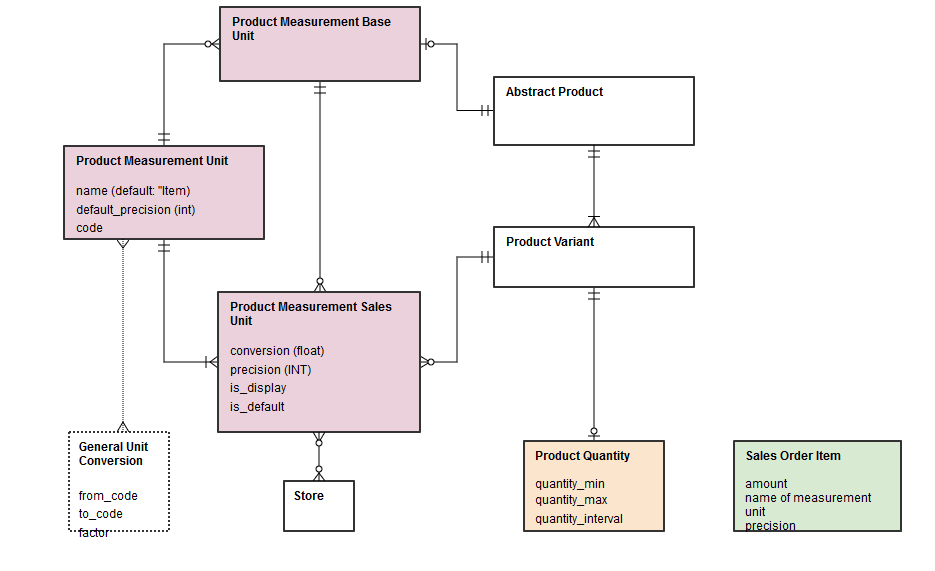 Product Measurement Base
Unit
Abstract Product
Product Measurement Unit
name (default: "Item)
default_precision (int)
code
Product Variant
Product Measurement Sales
Unit
conversion (float)
precision (INT)
is_display
is_default
General Unit
Conversion
from_code
to_code
factor
Store
Product Quantity
quantity_min
quantity_max
quantity_interval
Sales Order Item
amount
name of measurement
unit
precision